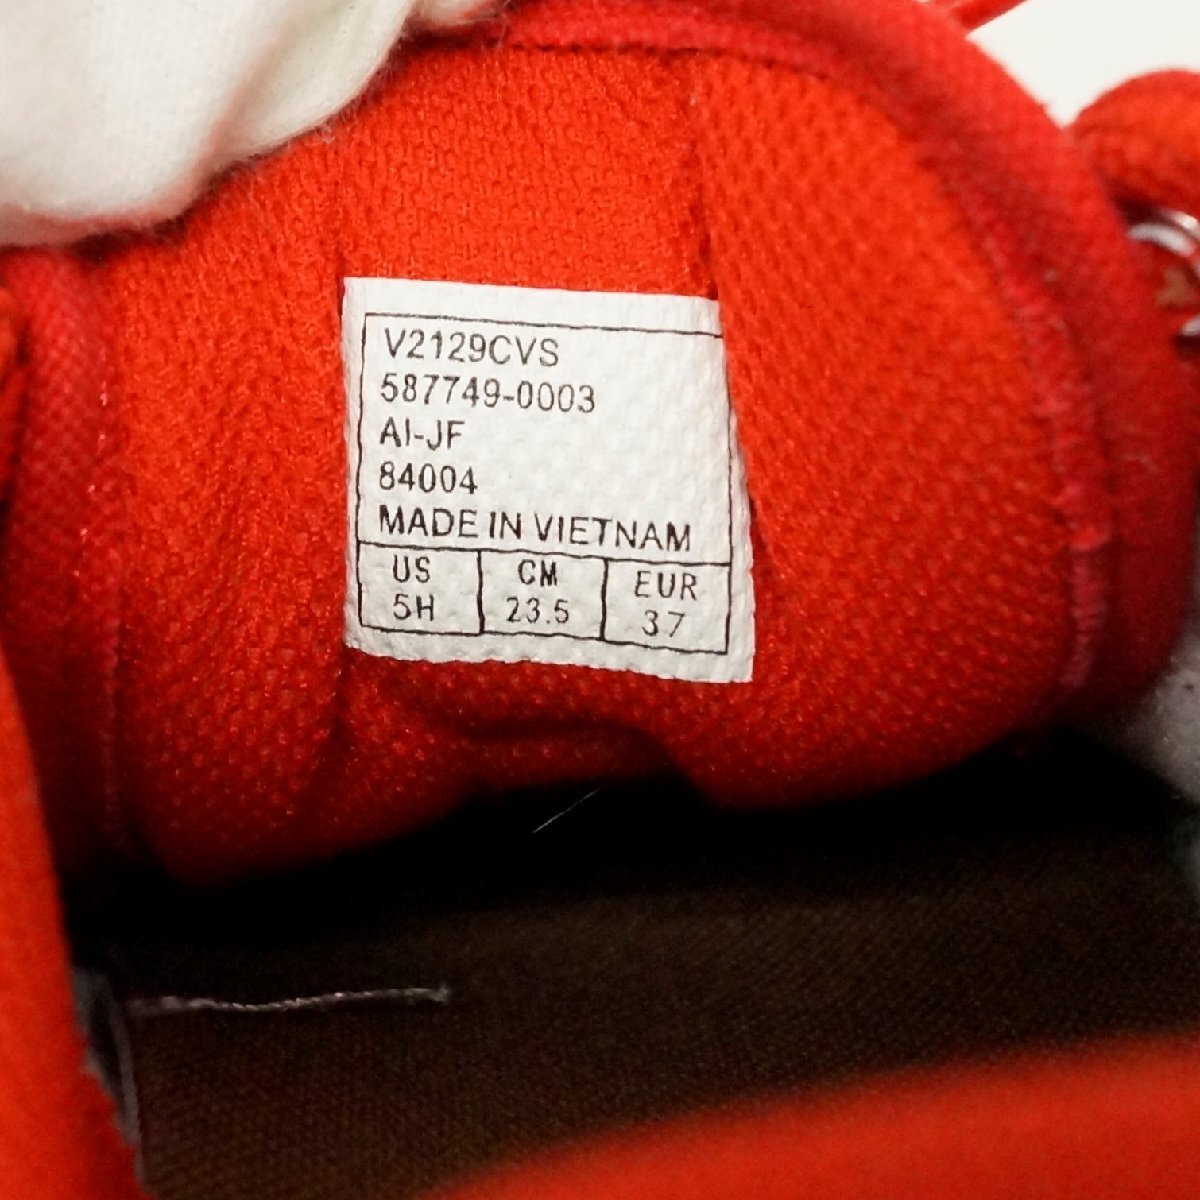 V2129CVS
587749-0003
AI-JF
84004
MADE IN VIETNAM
US CM EUR
5H 23.5 37